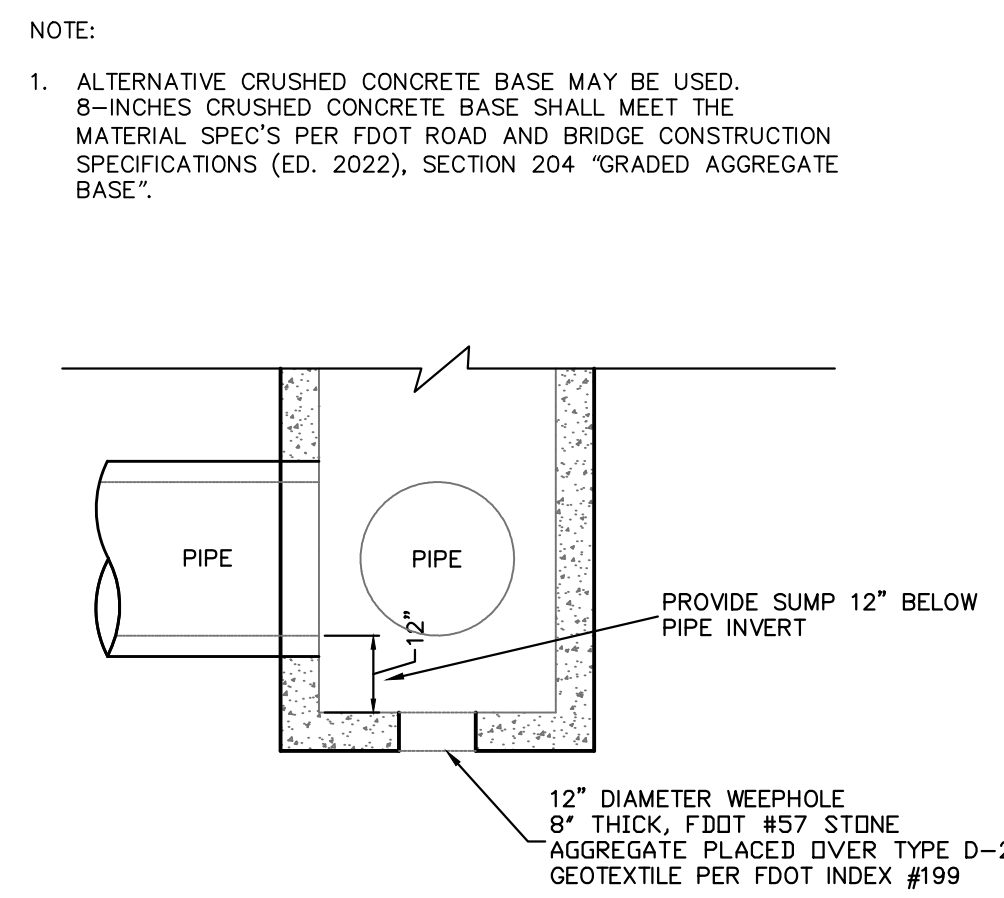 NOTE:
1. ALTERNATIVE CRUSHED CONCRETE BASE MAY BE USED.
8-INCHES CRUSHED CONCRETE BASE SHALL MEET THE
MATERIAL SPEC'S PER FDOT ROAD AND BRIDGE CONSTRUCTION
SPECIFICATIONS (ED. 2022), SECTION 204 "GRADED AGGREGATE
BASE".
PIPE
PIPE
12"
PROVIDE SUMP 12" BELOW
PIPE INVERT
12" DIAMETER WEEPHOLE
8" THICK, FDOT #57 STONE
AGGREGATE PLACED OVER TYPE D-2
GEOTEXTILE PER FDOT INDEX #199